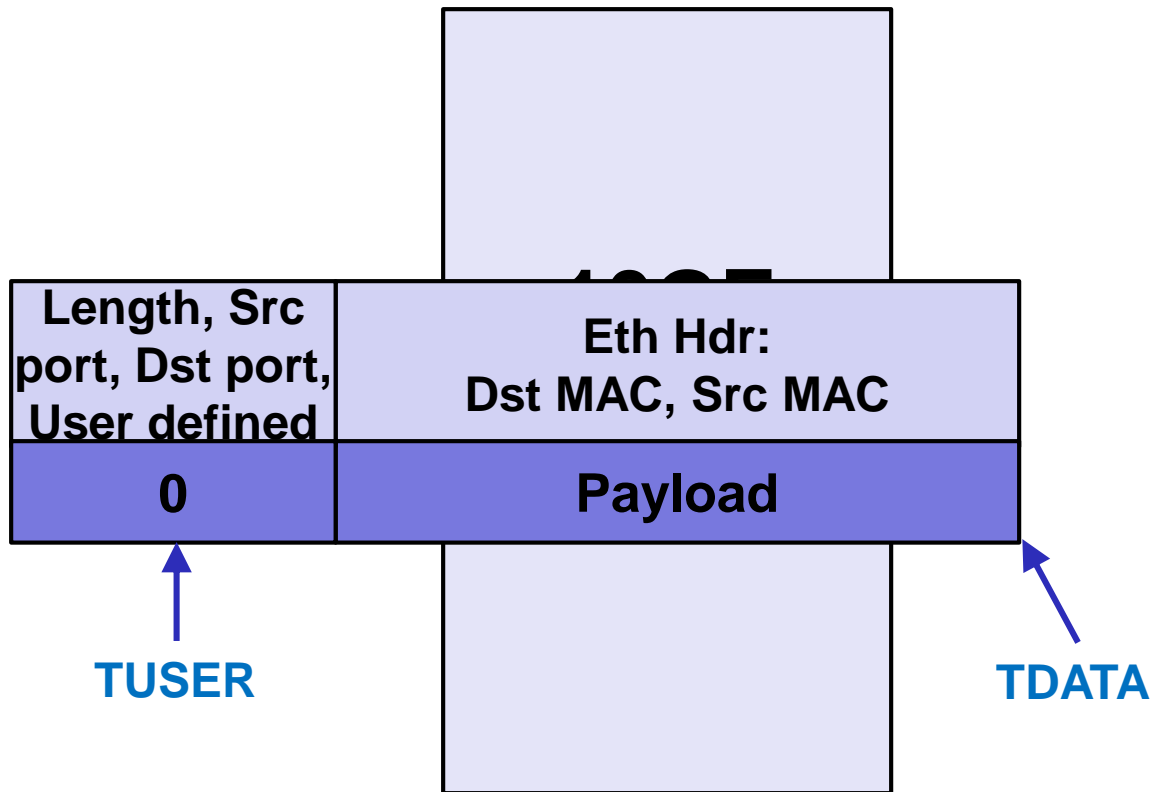 Length, Src
port, Dst port,
User defined
Eth Hdr:
Dst MAC, Src MAC
0
Payload
TUSER
TDATA